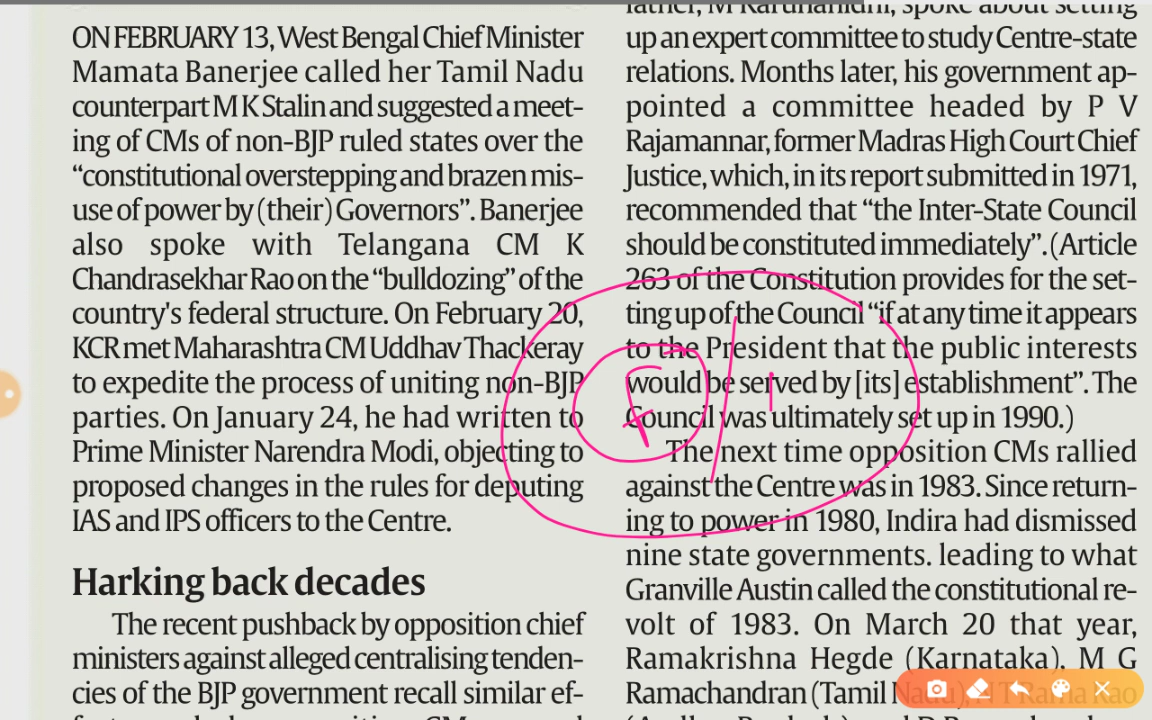 ON FEBRUARY 13, West Bengal Chief Minister
Mamata Banerjee called her Tamil Nadu
counterpart M K Stalin and suggested a meet-
ing of CMs of non-BJP ruled states over the
“constitutional overstepping and brazen mis-
use of power by (their) Governors”. Banerjee
also spoke with Telangana CM K
Chandrasekhar Rao on the “bulldozing” of the
country's federal structure. On February 20,
KCR met Maharashtra CM Uddhav Thackeray
to expedite the process of uniting non-BJP
parties. On January 24, he had written to
Prime Minister Narendra Modi, objecting to
proposed changes in the rules for deputing
IAS and IPS officers to the Centre.
Harking back decades
The recent pushback by opposition chief
ministers against alleged centralising tenden-
cies of the BJP government recall similar ef-
father, M Karunanidhi, spoke about setting
up an expert committee to study Centre-state
relations. Months later, his government ap-
pointed a committee headed by P V
Rajamannar, former Madras High Court Chief
Justice, which, in its report submitted in 1971,
recommended that “the Inter-State Council
should be constituted immediately”. (Article
263 of the Constitution provides for the set-
ting up of the Council “if at any time it appears
to the President that the public interests
would be served by [its] establishment”. The
Council was ultimately set up in 1990.)
The next time opposition CMs rallied
against the Centre was in 1983. Since return-
ing to power in 1980, Indira had dismissed
nine state governments. leading to what
Granville Austin called the constitutional re-
volt of 1983. On March 20 that year,
Ramakrishna Hegde (Karnataka). M G
Ramachandran (Tamil Nadu), N T Rama Rao